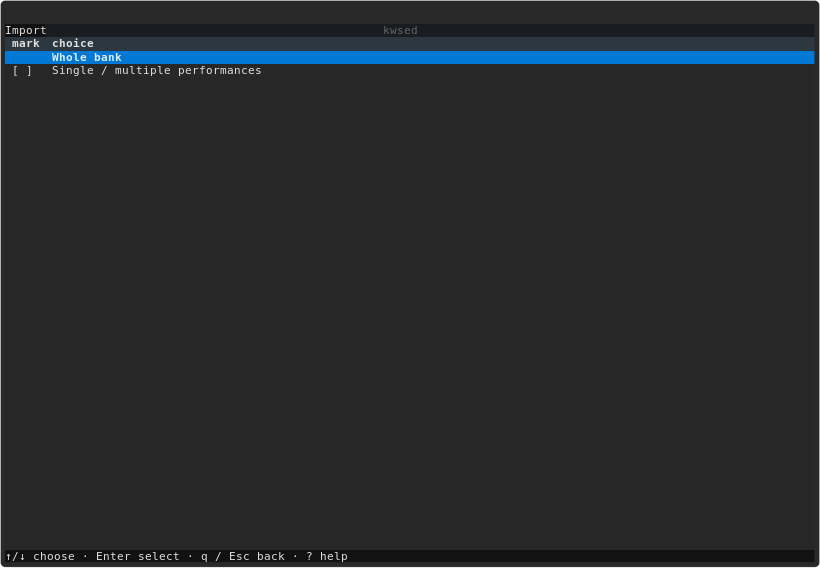 Import kwsed
mark choice
Whole bank
[ ] Single / multiple performances
↑/↓ choose · Enter select · q / Esc back · ? help